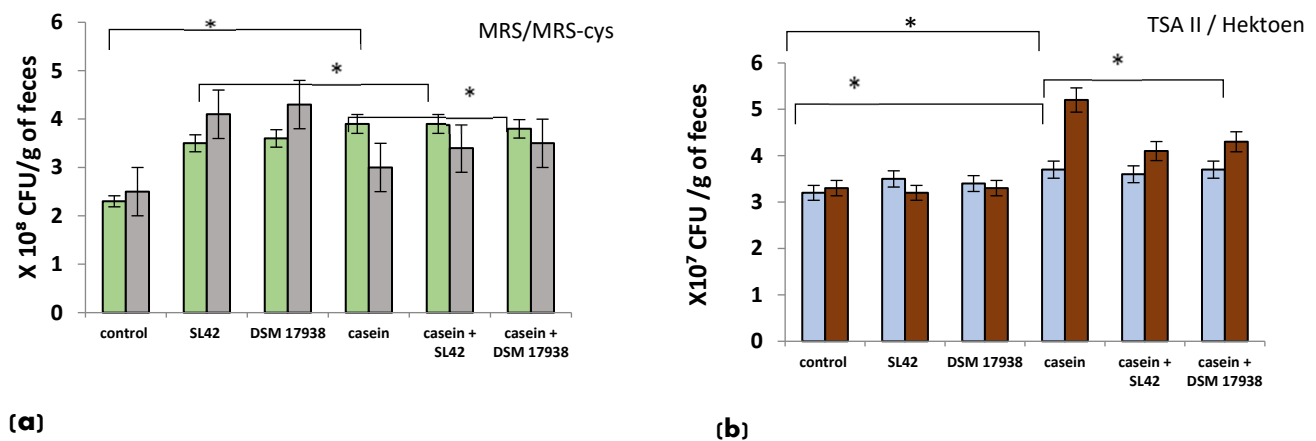 MRS/MRS-cys
*
*
*
X 10⁸ CFU/g of feces
6
5
4
3
2
1
0
control
SL42
DSM 17938
casein
casein +
SL42
casein +
DSM 17938
(a)
TSA II / Hektoen
*
*
*
X10⁷ CFU /g of feces
6
5
4
3
2
1
0
control
SL42
DSM 17938
casein
casein +
SL42
casein +
DSM 17938
(b)